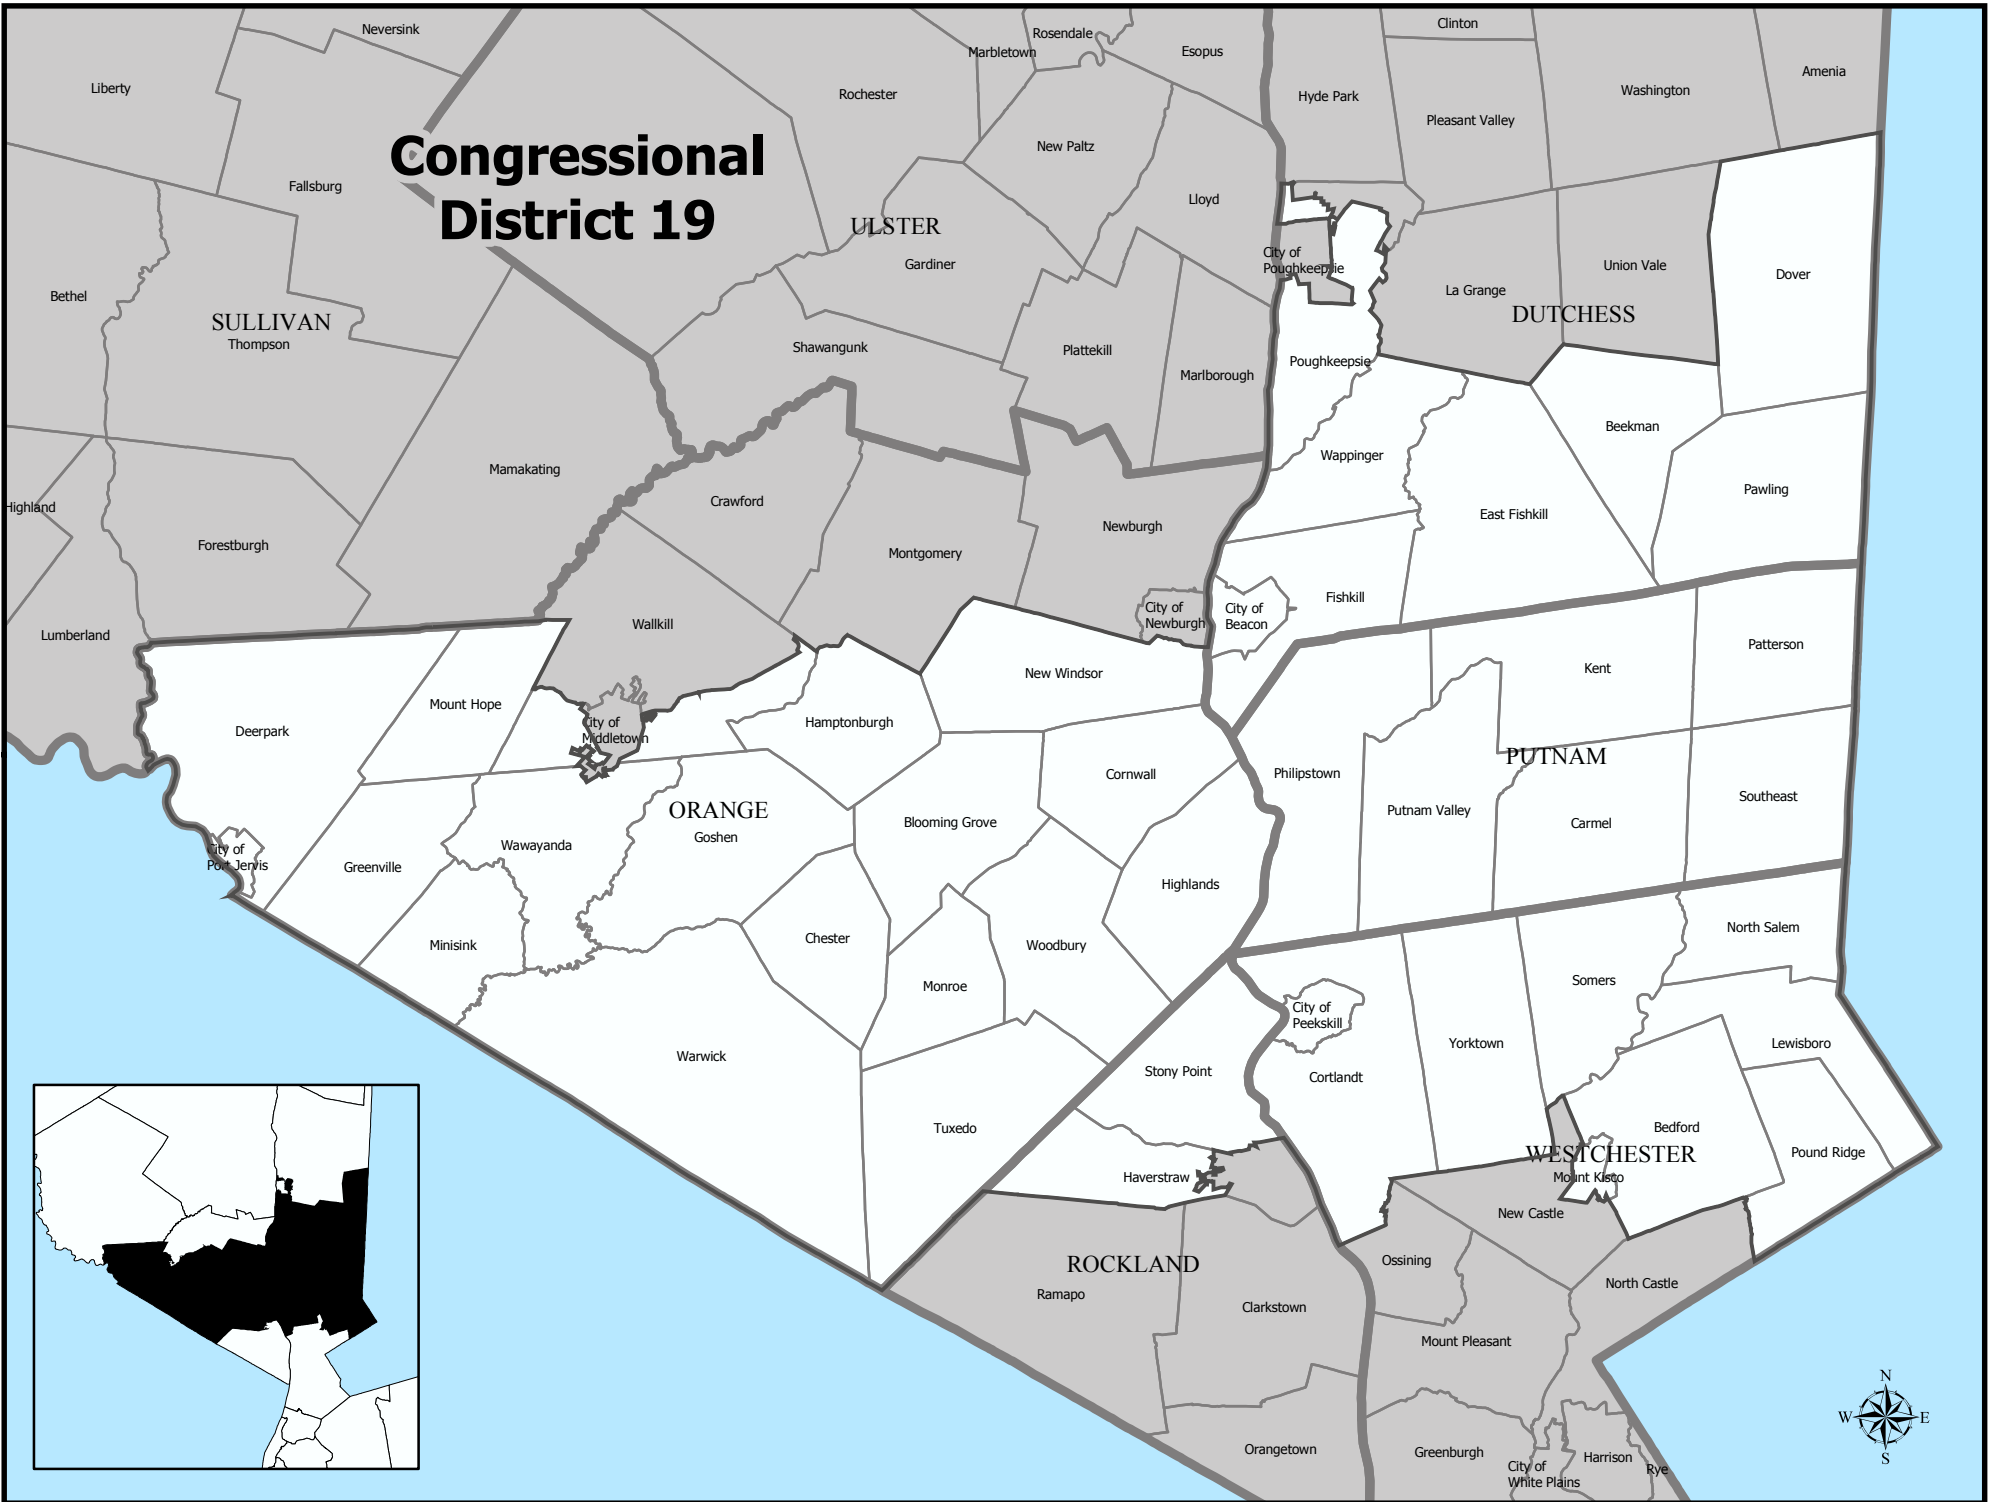 Neversink
Rosendale
Clinton
Marbletown
Esopus
Amenia
Liberty
Rochester
Hyde Park
Washington
Pleasant Valley
Congressional
District 19
New Paltz
Fallsburg
Lloyd
ULSTER
City of
Poughkeepsie
Gardiner
Union Vale
Dover
Bethel
La Grange
SULLIVAN
Thompson
DUTCHESS
Shawangunk
Plattekill
Poughkeepsie
Marlborough
Beekman
Wappinger
Mamakating
Pawling
Crawford
Highland
East Fishkill
Newburgh
Forestburgh
Montgomery
Fishkill
City of
Newburgh
City of
Beacon
Wallkill
Lumberland
Patterson
Kent
New Windsor
Mount Hope
Hamptonburgh
Deerpark
City of
Middletown
PUTNAM
Philipstown
Cornwall
Southeast
ORANGE
Goshen
Putnam Valley
Blooming Grove
Carmel
Wawayanda
City of
Port Jervis
Greenville
Highlands
North Salem
Chester
Minisink
Woodbury
Somers
Monroe
City of
Peekskill
Lewisboro
Yorktown
Warwick
Stony Point
Cortlandt
Tuxedo
Bedford
WESTCHESTER
Pound Ridge
Haverstraw
Mount Kisco
New Castle
ROCKLAND
Ossining
North Castle
Ramapo
Clarkstown
Mount Pleasant
N
W
E
S
Orangetown
Greenburgh
Harrison
City of
White Plains
Rye